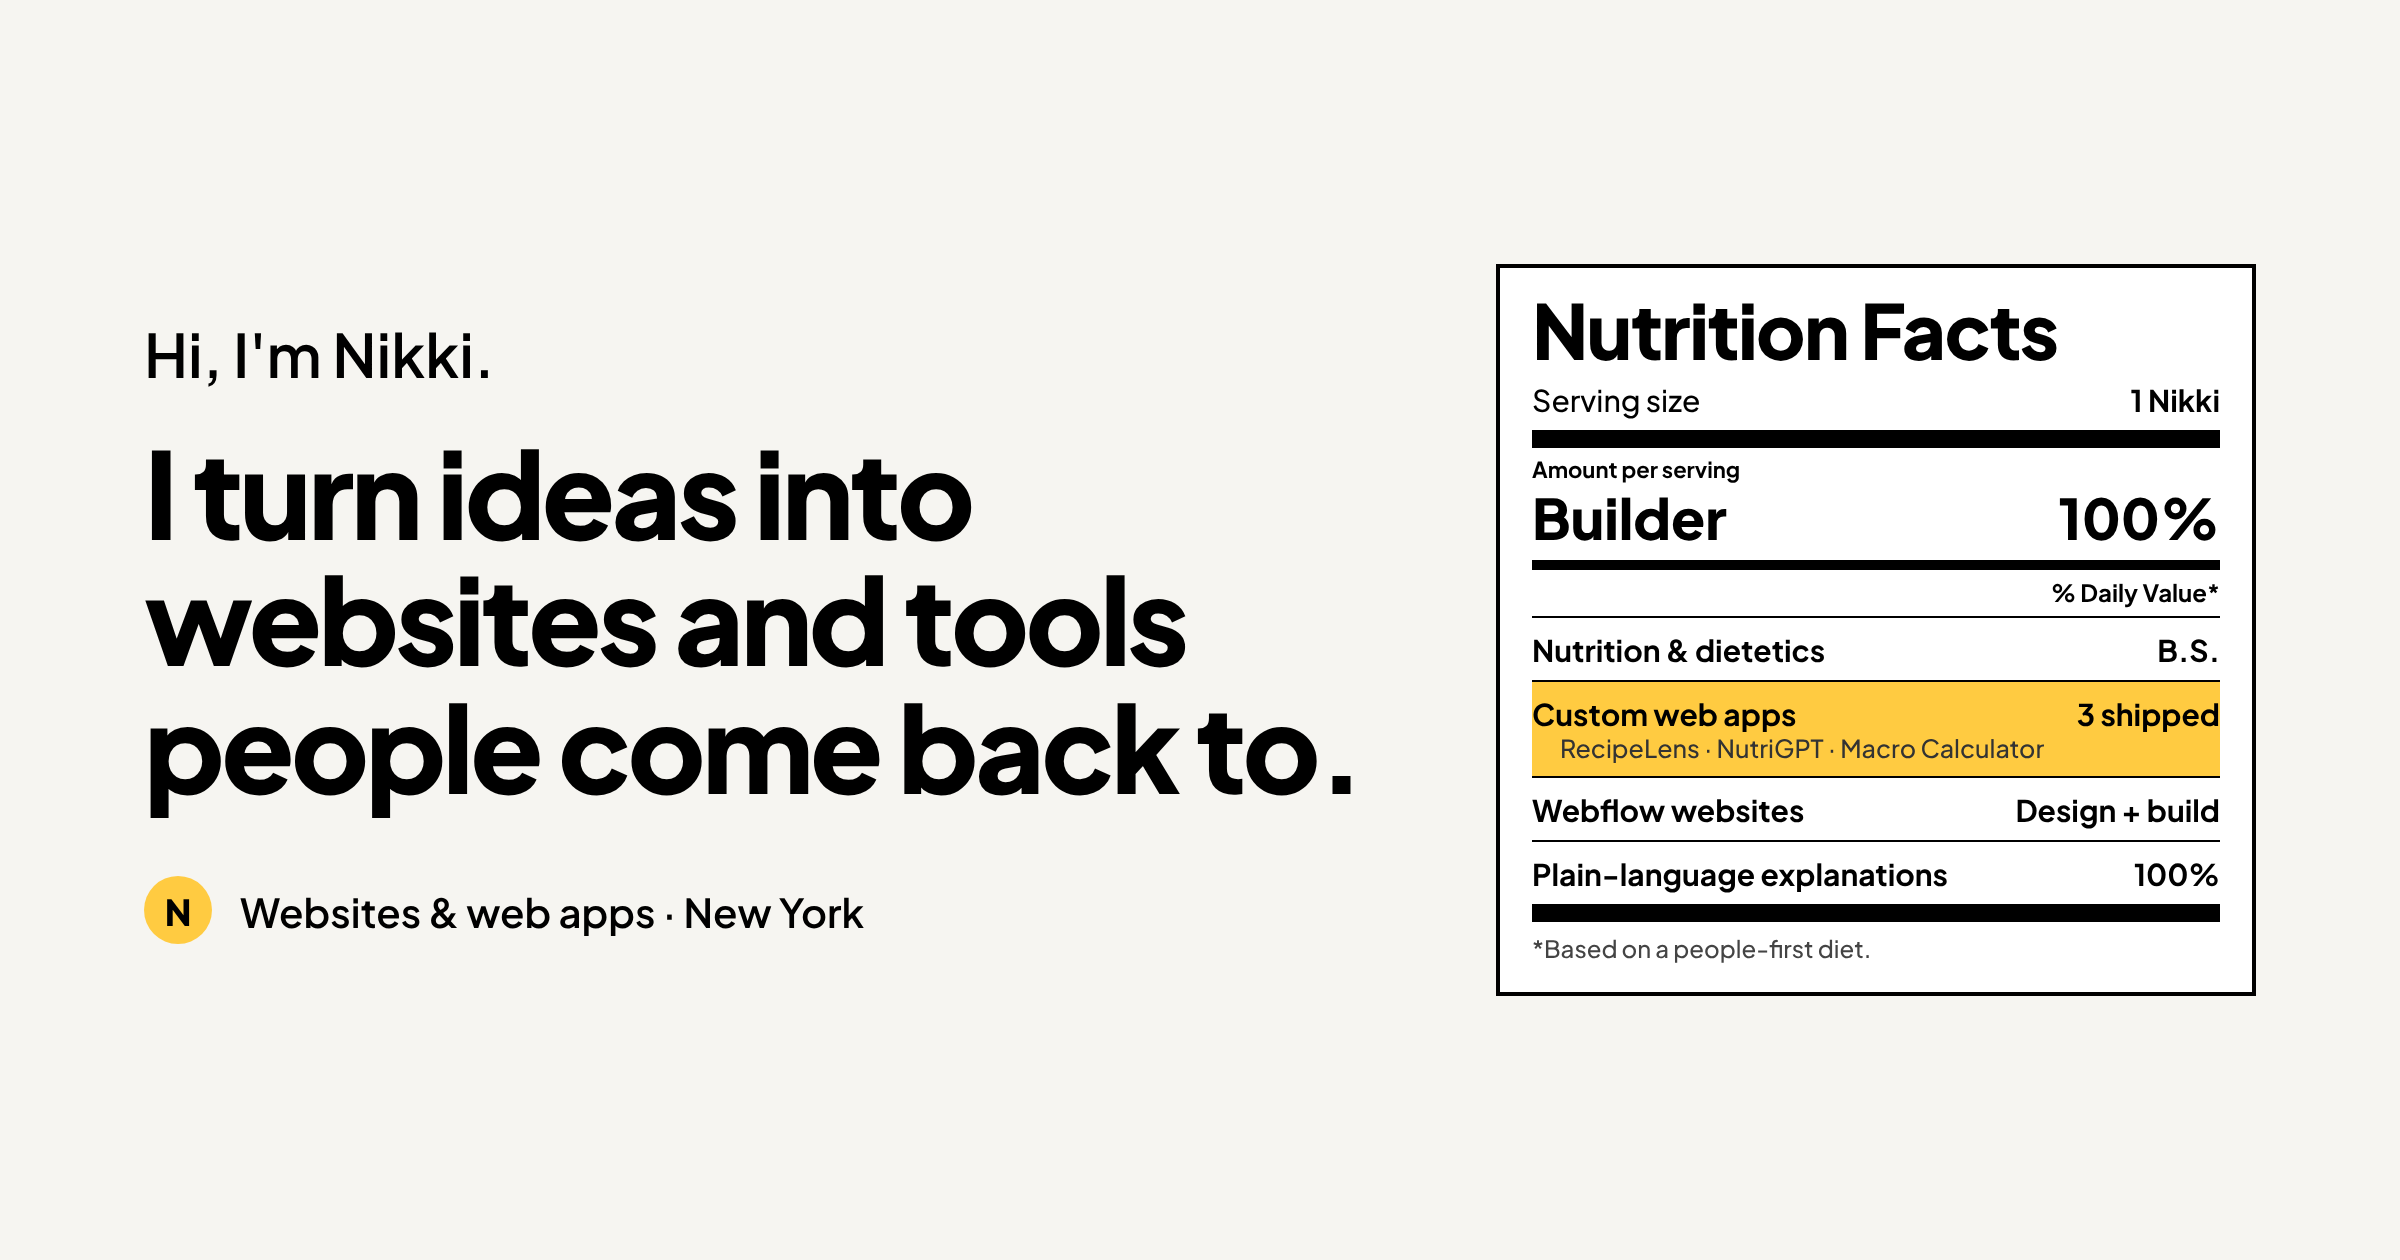 Hi, I'm Nikki.
I turn ideas into
websites and tools
people come back to.
N Websites & web apps · New York
Nutrition Facts
Serving size 1 Nikki
Amount per serving
Builder 100%
% Daily Value*
Nutrition & dietetics B.S.
Custom web apps 3 shipped
RecipeLens · NutriGPT · Macro Calculator
Webflow websites Design + build
Plain-language explanations 100%
*Based on a people-first diet.